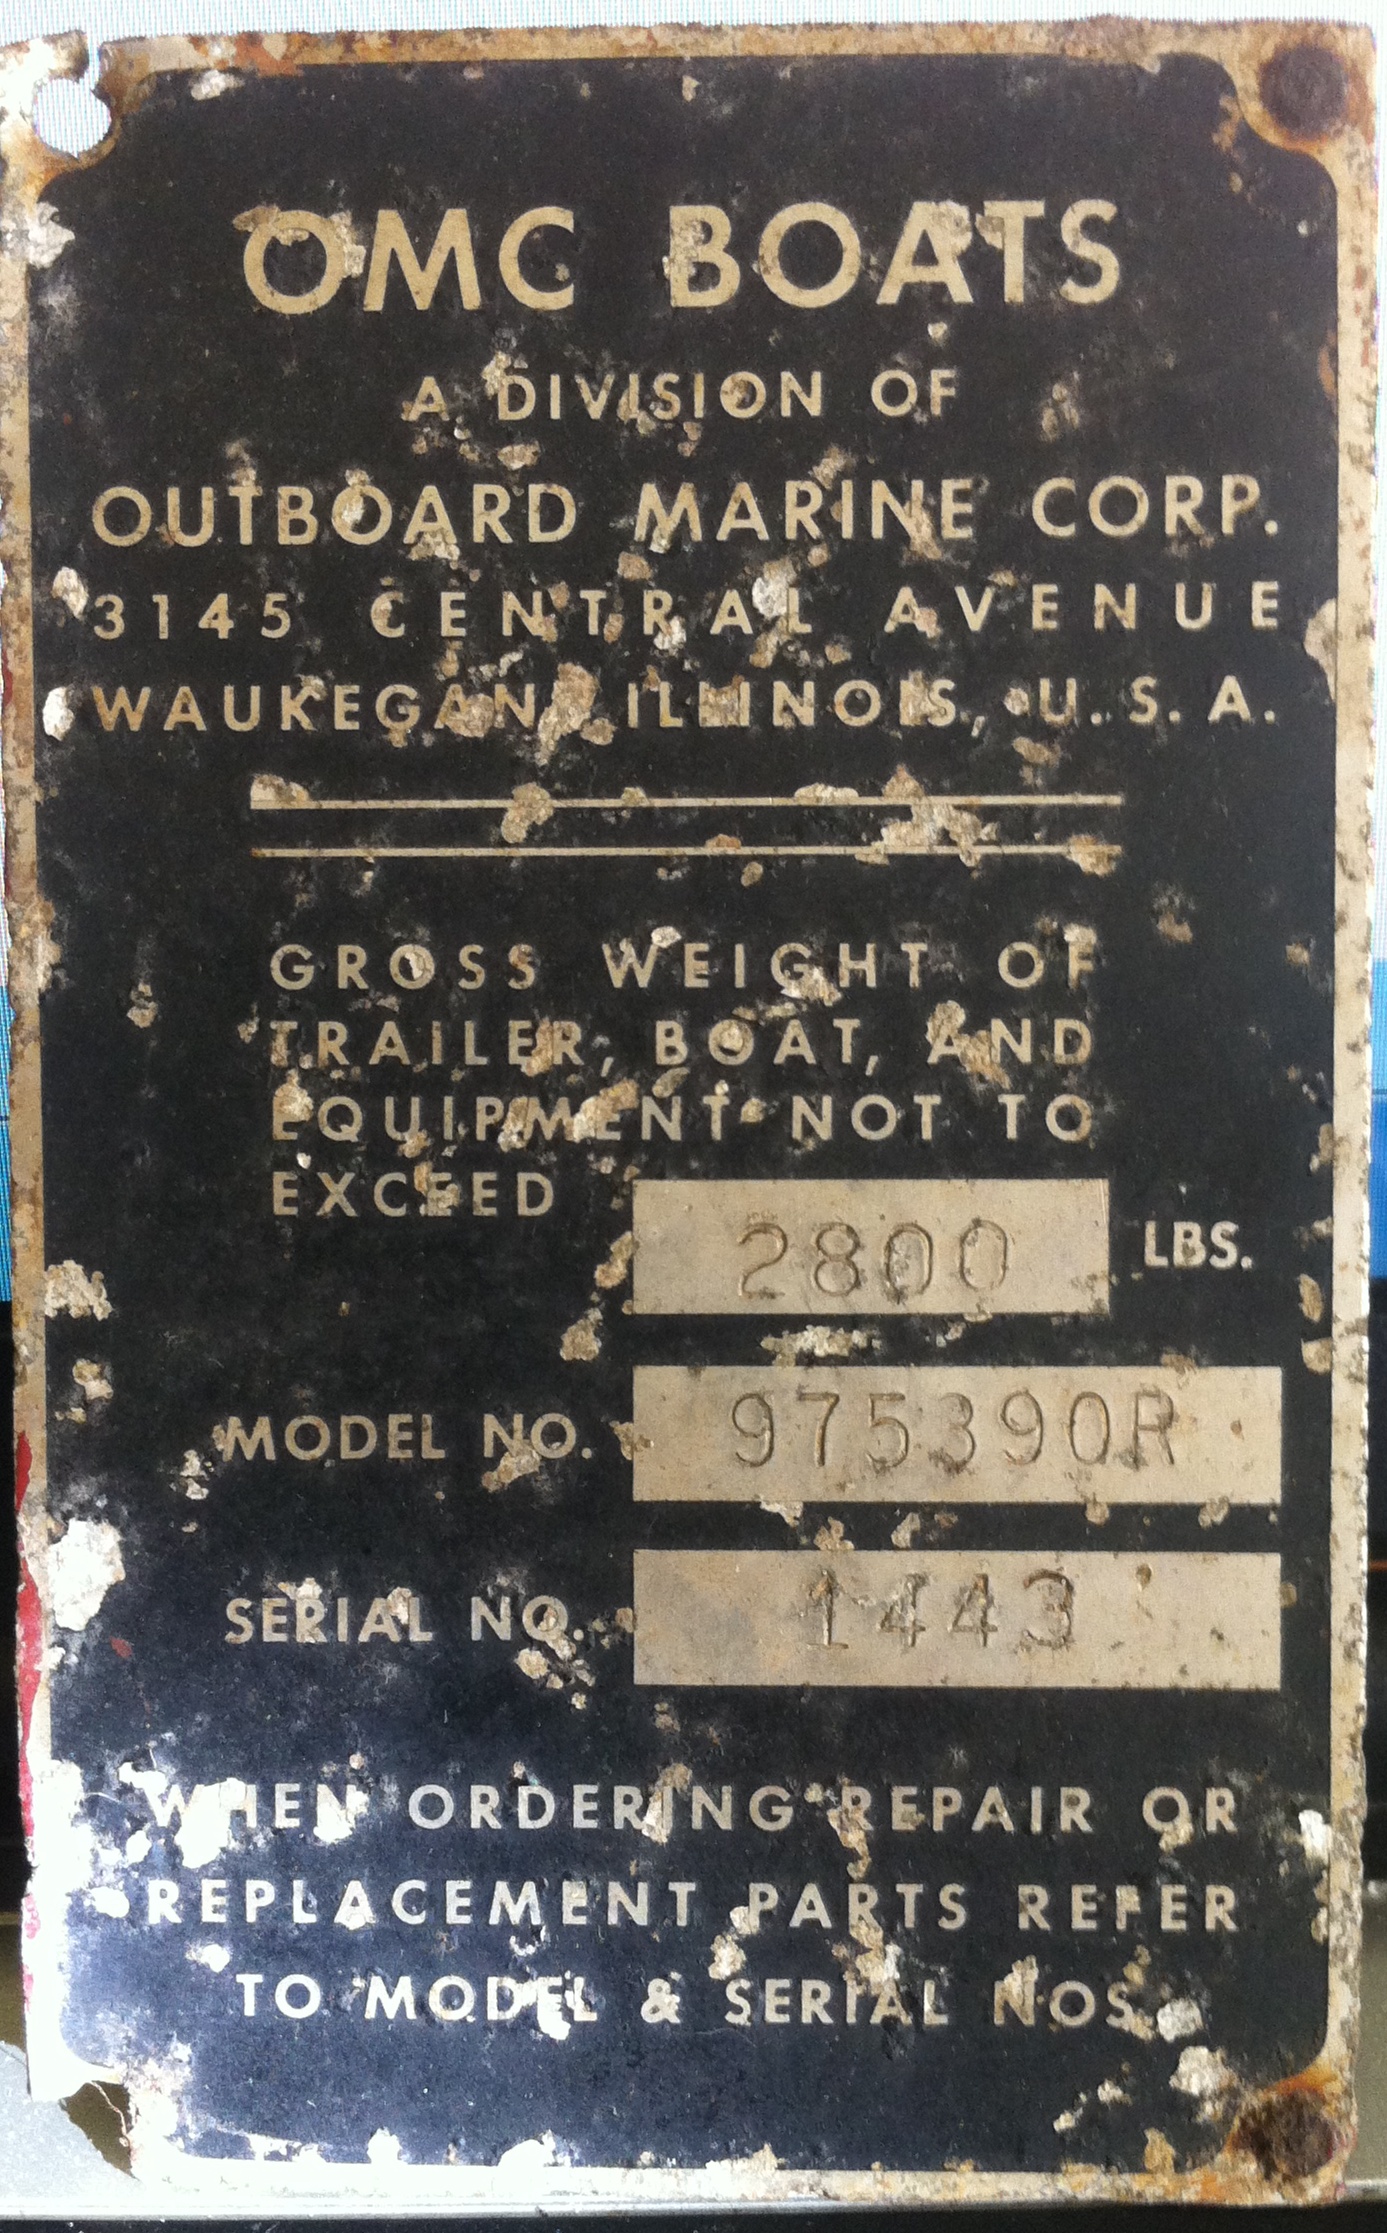 OMC BOATS
A DIVISION OF
OUTBOARD MARINE CORP.
3145 CENTRAL AVENUE
WAUKEGAN, ILLINOIS, U.S.A.
GROSS WEIGHT OF
TRAILER, BOAT, AND
EQUIPMENT NOT TO
EXCEED 2800 LBS.
MODEL NO. 975390R
SERIAL NO. 1443
WHEN ORDERING REPAIR OR
REPLACEMENT PARTS REFER
TO MODEL & SERIAL NOS.